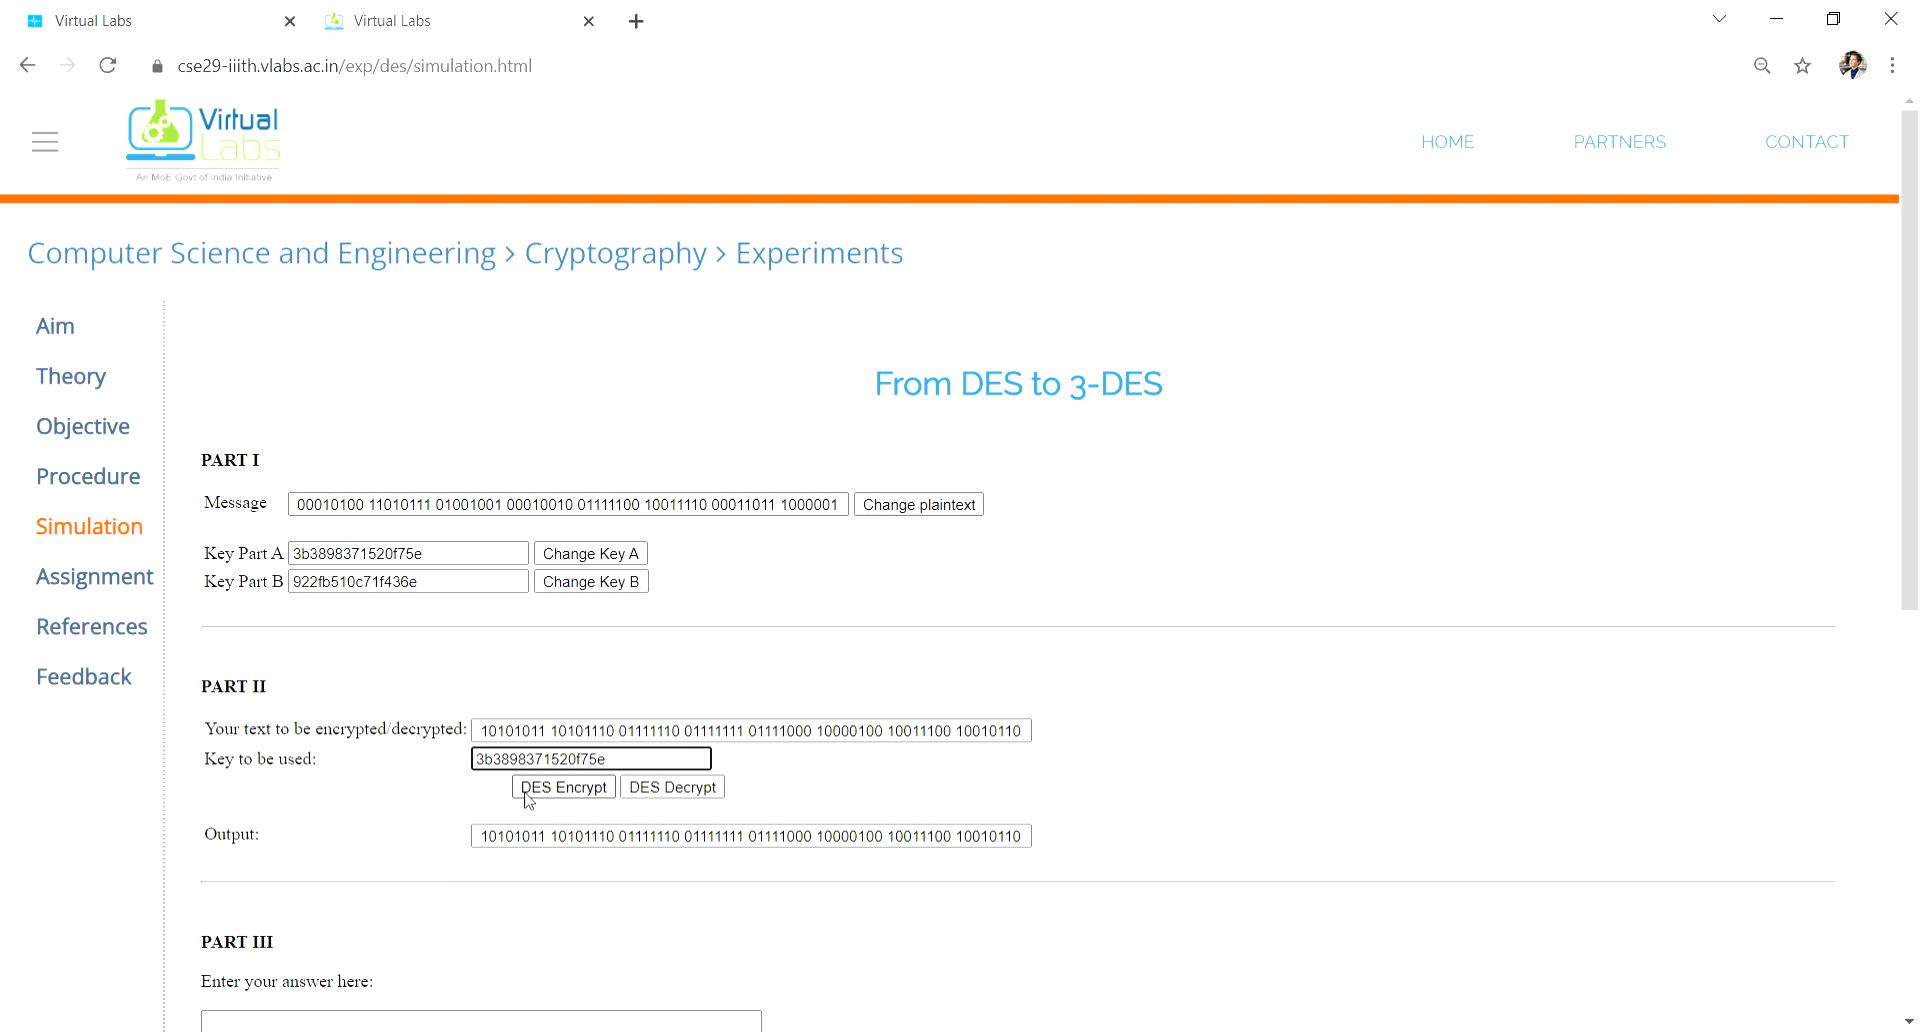 Virtual Labs
Virtual Labs
cse29-iiith.vlabs.ac.in/exp/des/simulation.html
Virtual
Labs
An MoE Govt of India Initiative
HOME PARTNERS CONTACT
Computer Science and Engineering > Cryptography > Experiments
Aim
Theory
Objective
Procedure
Simulation
Assignment
References
Feedback
From DES to 3-DES
PART I
Message 00010100 11010111 01001001 00010010 01111100 10011110 00011011 1000001 Change plaintext
Key Part A 3b3898371520f75e Change Key A
Key Part B 922fb510c71f436e Change Key B
PART II
Your text to be encrypted/decrypted: 10101011 10101110 01111110 01111111 01111000 10000100 10011100 10010110
Key to be used: 3b3898371520f75e
DES Encrypt DES Decrypt
Output: 10101011 10101110 01111110 01111111 01111000 10000100 10011100 10010110
PART III
Enter your answer here: